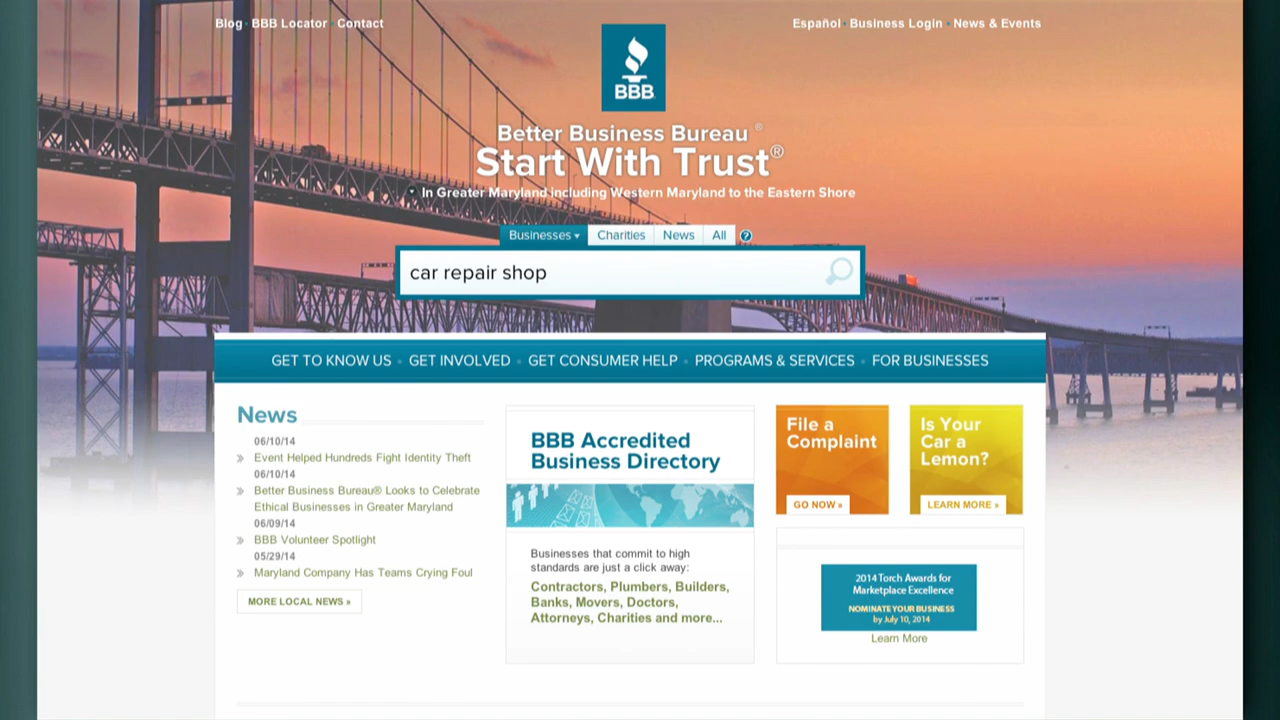 Blog · BBB Locator · Contact
Español · Business Login · News & Events
BBB
Better Business Bureau ®
Start With Trust®
In Greater Maryland including Western Maryland to the Eastern Shore
Businesses Charities News All ?
car repair shop
GET TO KNOW US • GET INVOLVED • GET CONSUMER HELP • PROGRAMS & SERVICES • FOR BUSINESSES
News
06/10/14
» Event Helped Hundreds Fight Identity Theft
06/10/14
» Better Business Bureau® Looks to Celebrate
Ethical Businesses in Greater Maryland
06/09/14
» BBB Volunteer Spotlight
05/29/14
» Maryland Company Has Teams Crying Foul
MORE LOCAL NEWS »
BBB Accredited
Business Directory
Businesses that commit to high
standards are just a click away:
Contractors, Plumbers, Builders,
Banks, Movers, Doctors,
Attorneys, Charities and more...
File a
Complaint
GO NOW »
Is Your
Car a
Lemon?
LEARN MORE »
2014 Torch Awards for
Marketplace Excellence
NOMINATE YOUR BUSINESS
by July 10, 2014
Learn More